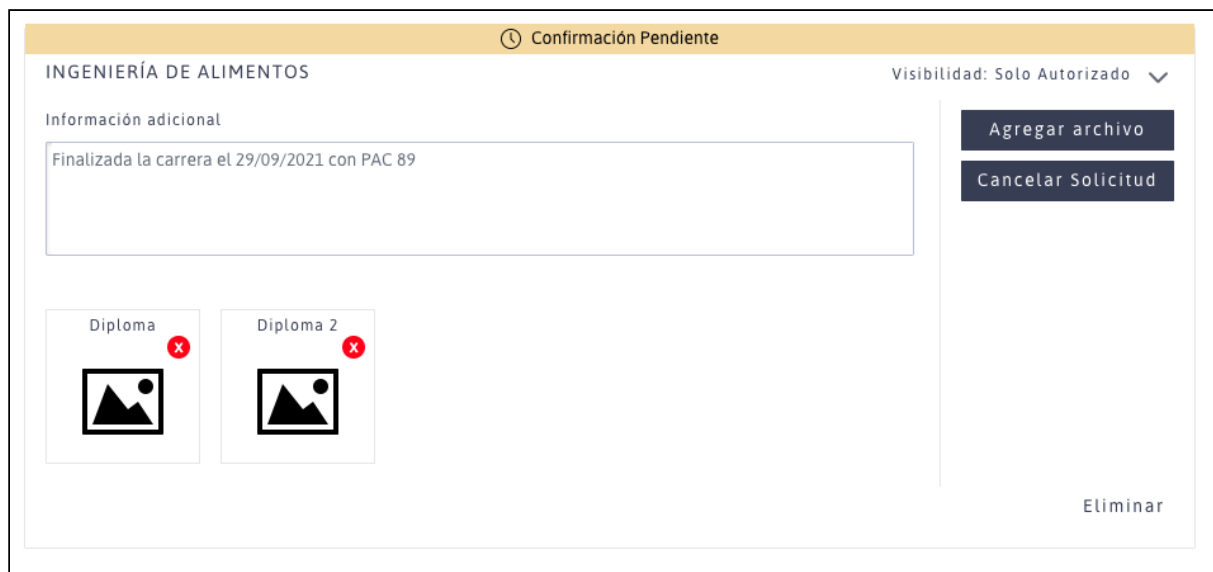 Confirmación Pendiente
INGENIERÍA DE ALIMENTOS
Visibilidad: Solo Autorizado
Información adicional
Finalizada la carrera el 29/09/2021 con PAC 89
Agregar archivo
Cancelar Solicitud
Diploma
X
Diploma 2
X
Eliminar